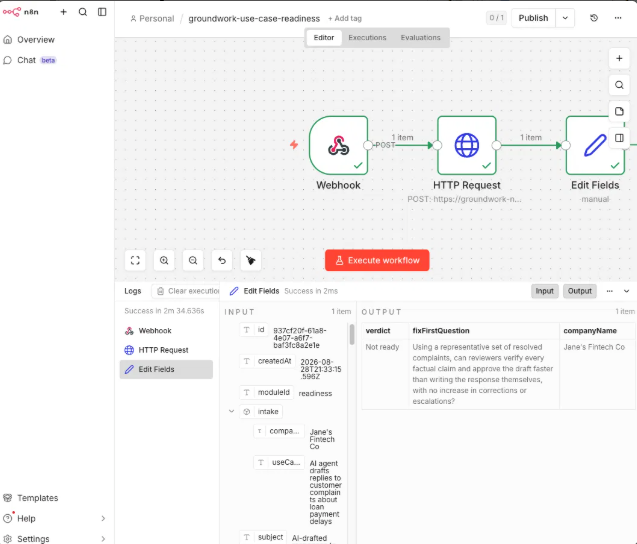 n8n
Personal / groundwork-use-case-readiness + Add tag
0 / 1 Publish
Editor Executions Evaluations
Overview
Chat beta
1 item
POST
1 item
Webhook
HTTP Request
POST: https://groundwork-n...
Edit Fields
manual
Execute workflow
Logs
Clear execution
Edit Fields Success in 2ms
Input Output
Success in 2m 34.636s
Webhook
HTTP Request
Edit Fields
INPUT 1 item
T id 937cf20f-61a8-
4e07-a6f7-
baf3fc8a2e1e
T createdAt 2026-08-
28T21:33:15
.596Z
T moduleId readiness
intake
T compa... Jane's
Fintech
Co
T useCa... AI agent
drafts
replies to
customer
complain
ts about
loan
payment
delays
T subject AI-drafted
OUTPUT 1 item
verdict fixFirstQuestion companyName
Not ready Using a representative set of resolved Jane's Fintech Co
complaints, can reviewers verify every
factual claim and approve the draft faster
than writing the response themselves,
with no increase in corrections or
escalations?
Templates
Help
Settings